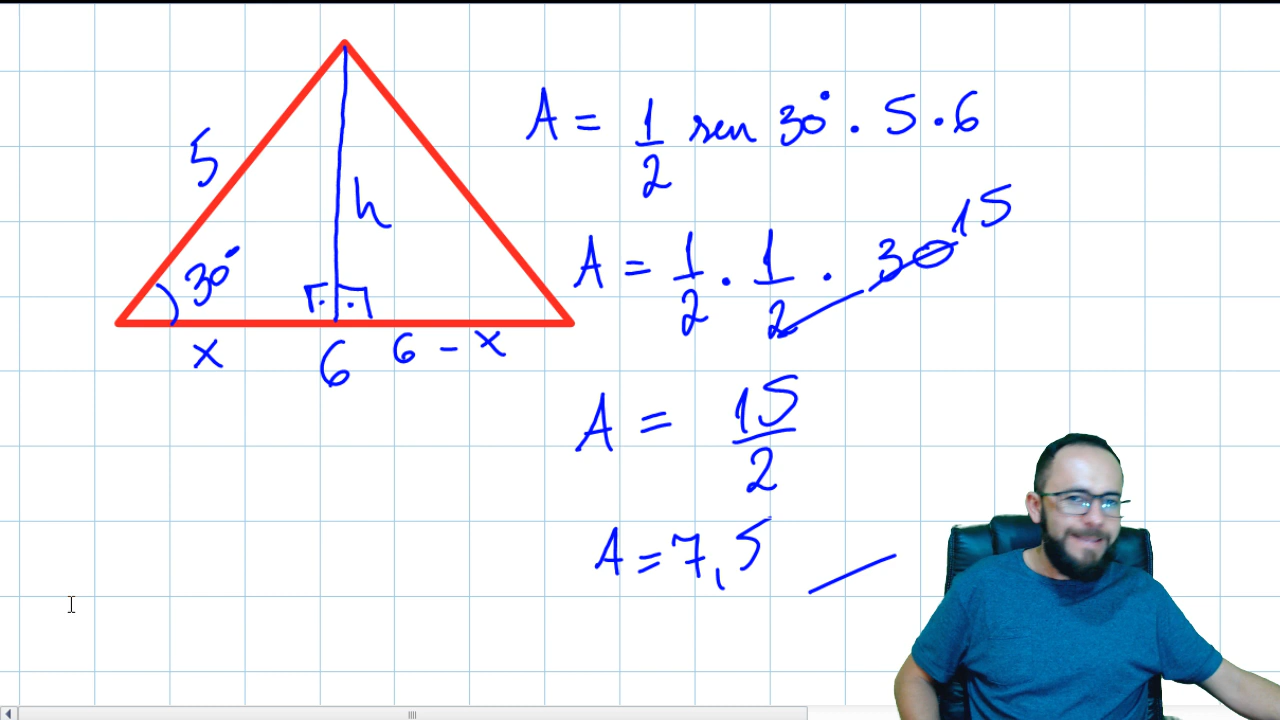 5
h
30°
x
6
6 - x
A = 1/2 sen 30° . 5 . 6
A = 1/2 . 1/2 . 30 15
A = 15/2
A = 7,5